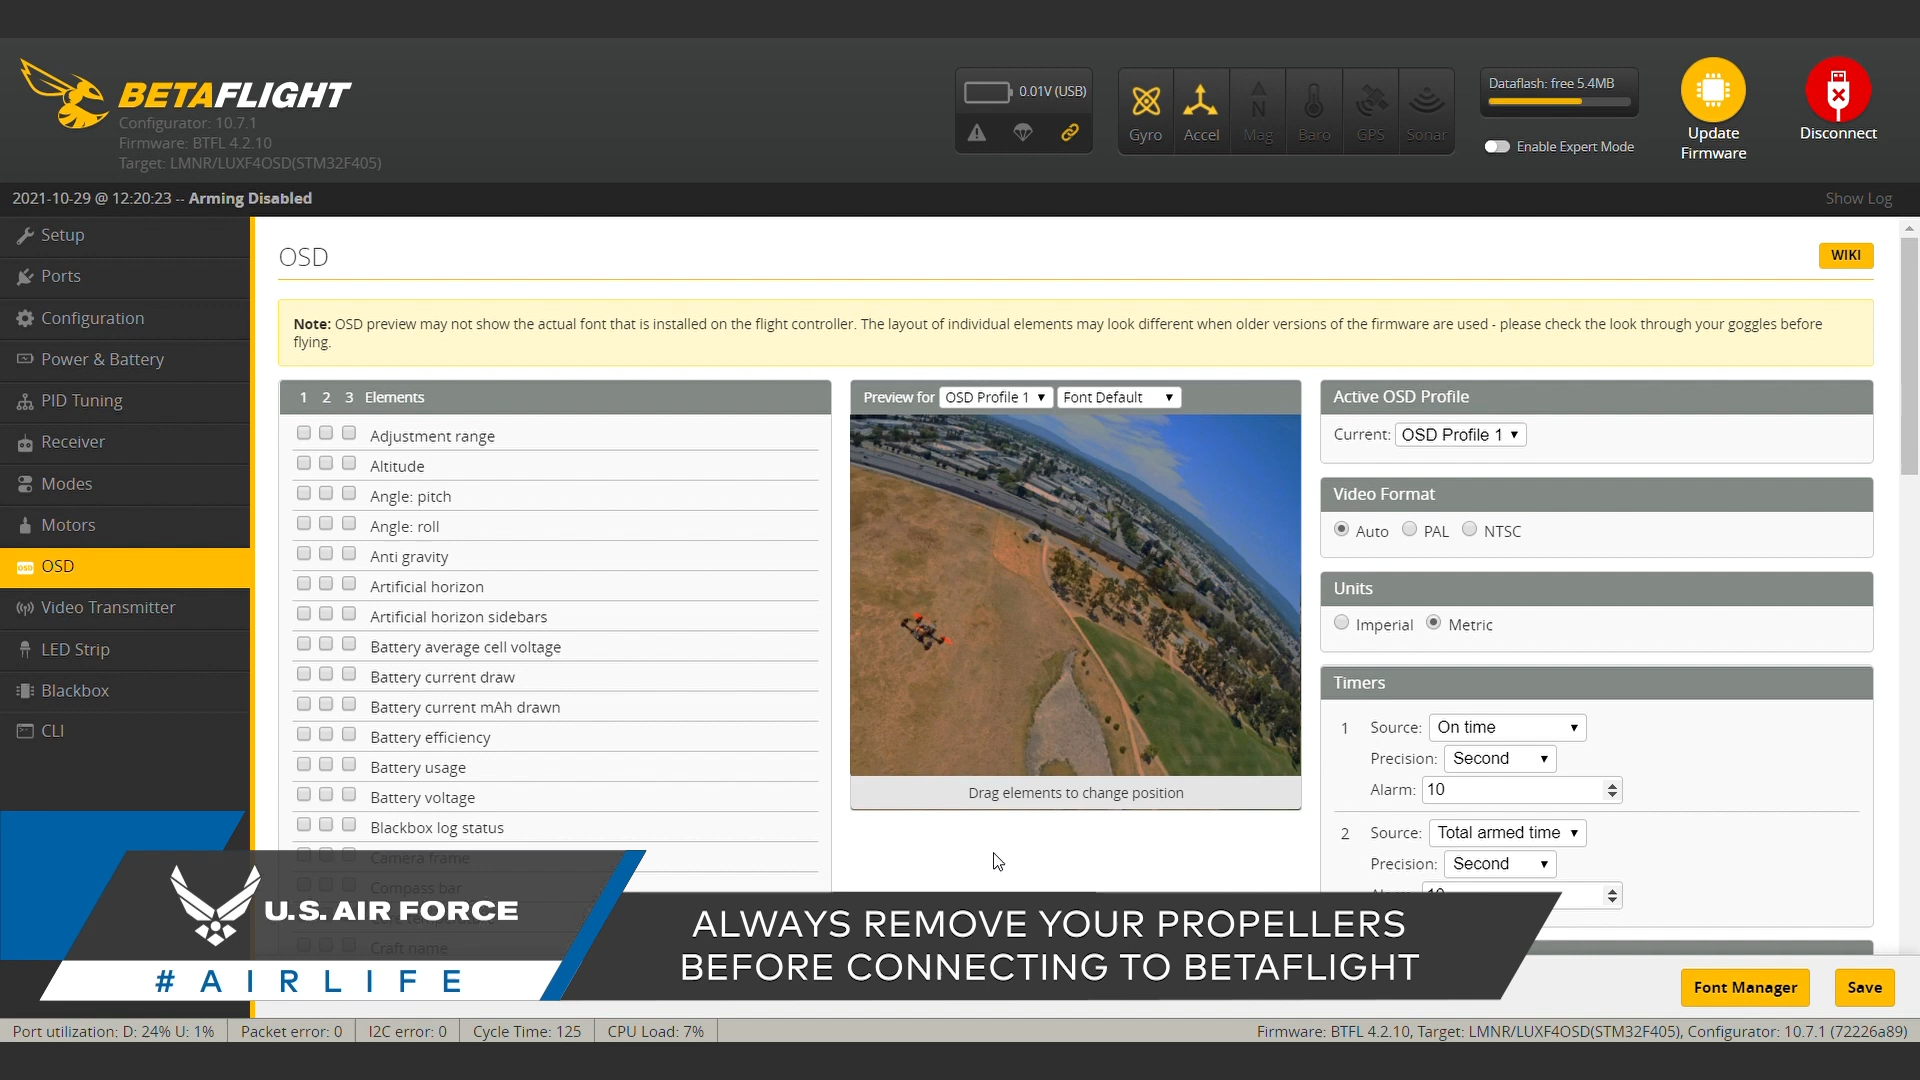 BETAFLIGHT
Configurator: 10.7.1
Firmware: BTFL 4.2.10
Target: LMNR/LUXF4OSD(STM32F405)
0.01V (USB)
Gyro
Accel
Mag
Baro
GPS
Sonar
Dataflash: free 5.4MB
Enable Expert Mode
Update
Firmware
Disconnect
2021-10-29 @ 12:20:23 -- Arming Disabled
Show Log
Setup
Ports
Configuration
Power & Battery
PID Tuning
Receiver
Modes
Motors
OSD
OSD
Video Transmitter
LED Strip
Blackbox
CLI
OSD
WIKI
Note: OSD preview may not show the actual font that is installed on the flight controller. The layout of individual elements may look different when older versions of the firmware are used - please check the look through your goggles before
flying.
1 2 3 Elements
Adjustment range
Altitude
Angle: pitch
Angle: roll
Anti gravity
Artificial horizon
Artificial horizon sidebars
Battery average cell voltage
Battery current draw
Battery current mAh drawn
Battery efficiency
Battery usage
Battery voltage
Blackbox log status
Camera frame
Compass bar
Craft name
Preview for OSD Profile 1 Font Default
Drag elements to change position
Active OSD Profile
Current: OSD Profile 1
Video Format
Auto PAL NTSC
Units
Imperial Metric
Timers
1 Source: On time
Precision: Second
Alarm: 10
2 Source: Total armed time
Precision: Second
Alarm: 10
U.S. AIR FORCE
#AIRLIFE
ALWAYS REMOVE YOUR PROPELLERS
BEFORE CONNECTING TO BETAFLIGHT
Font Manager
Save
Port utilization: D: 24% U: 1%
Packet error: 0
I2C error: 0
Cycle Time: 125
CPU Load: 7%
Firmware: BTFL 4.2.10, Target: LMNR/LUXF4OSD(STM32F405), Configurator: 10.7.1 (72226a89)